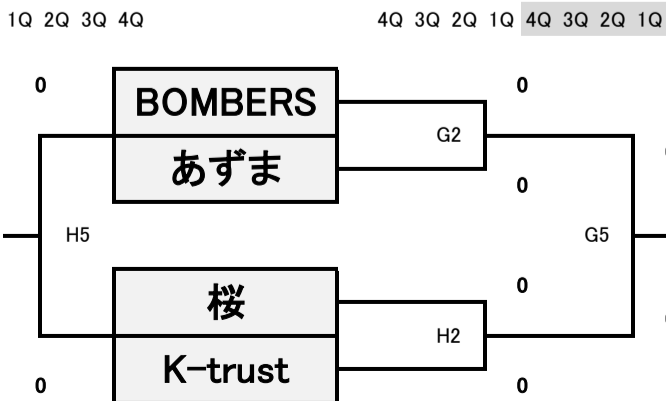 1Q 2Q 3Q 4Q 4Q 3Q 2Q 1Q 4Q 3Q 2Q 1Q
0 0
BOMBERS
G2
あずま
0
H5 G5
0
桜
H2
K-trust
0 0